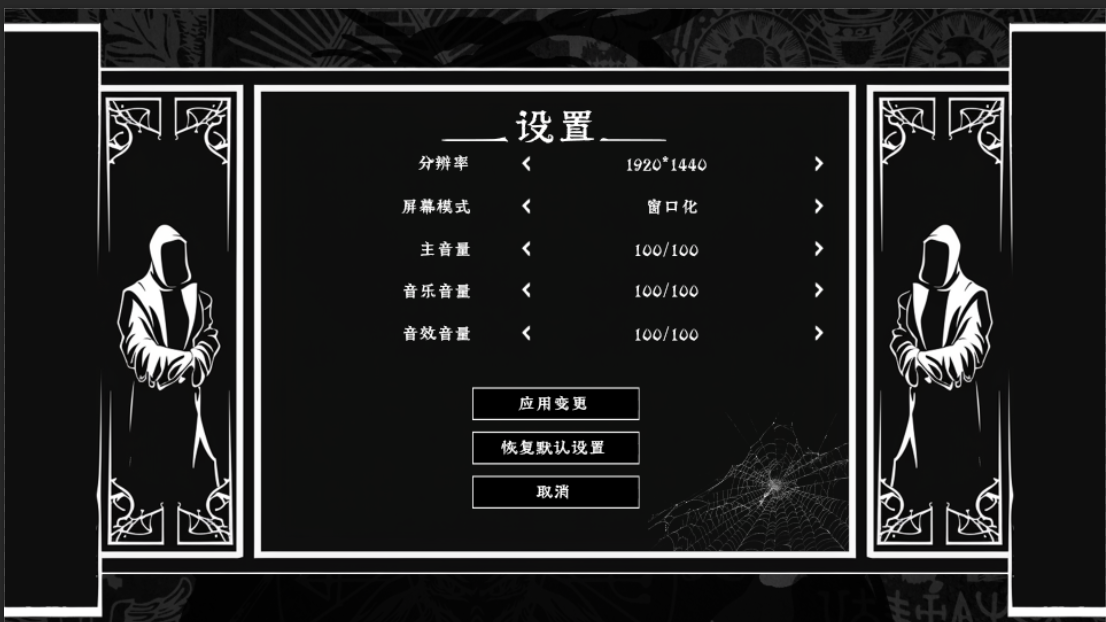 设置
分辨率 < 1920*1440 >
屏幕模式 < 窗口化 >
主音量 < 100/100 >
音乐音量 < 100/100 >
音效音量 < 100/100 >
应用变更
恢复默认设置
取消